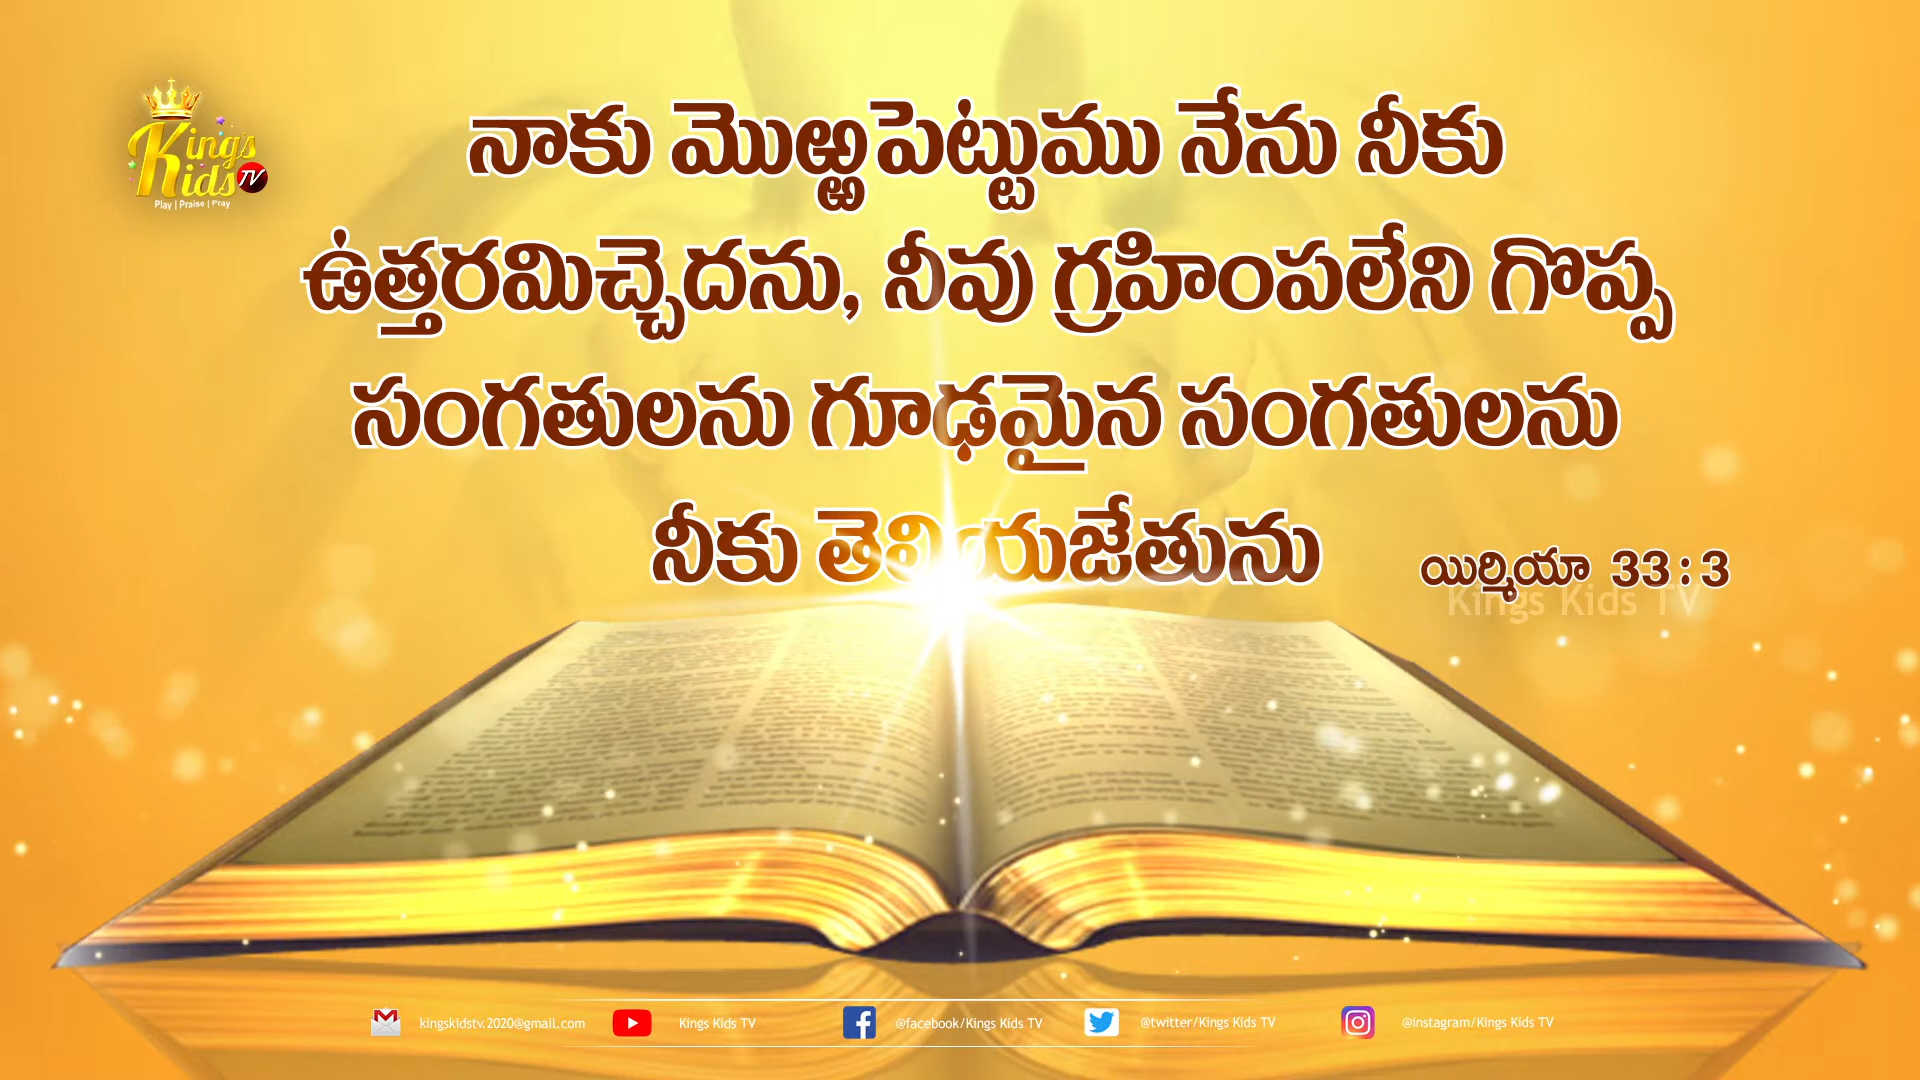 Kings
Kids TV
Play | Praise | Pray
నాకు మొఱ్ఱపెట్టుము నేను నీకు
ఉత్తరమిచ్చెదను, నీవు గ్రహింపలేని గొప్ప
సంగతులను గూఢమైన సంగతులను
నీకు తెలియజేతును
యిర్మియా 33 : 3
Kings Kids TV
kingskidstv.2020@gmail.com
Kings Kids TV
@facebook/Kings Kids TV
@twitter/Kings Kids TV
@instagram/Kings Kids TV